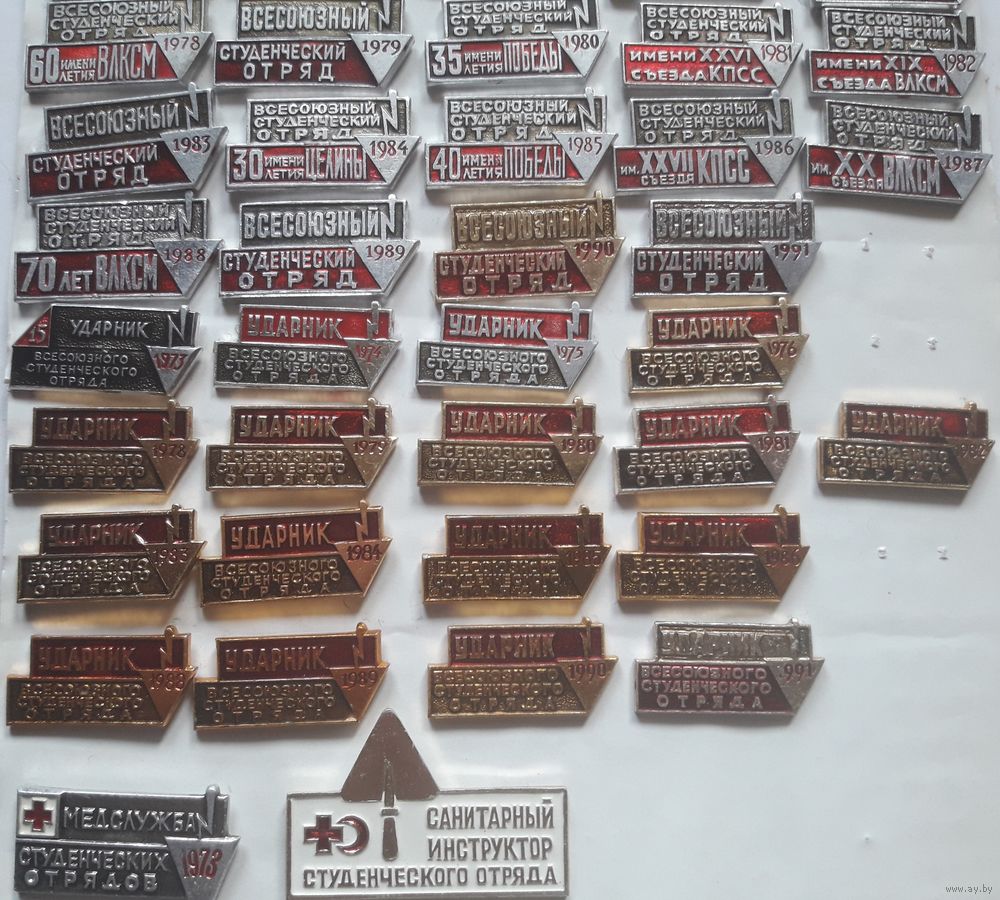 ВСЕСОЮЗНЫЙ
СТУДЕНЧЕСКИЙ
ОТРЯД
60 ИМЕНИ
ЛЕТИЯ ВЛКСМ 1978
ВСЕСОЮЗНЫЙ
СТУДЕНЧЕСКИЙ
ОТРЯД 1979
ВСЕСОЮЗНЫЙ
СТУДЕНЧЕСКИЙ
ОТРЯД
35 ИМЕНИ
ЛЕТИЯ ПОБЕДЫ 1980
ВСЕСОЮЗНЫЙ
СТУДЕНЧЕСКИЙ
ОТРЯД
ИМЕНИ XXVI
СЪЕЗДА КПСС 1981
ВСЕСОЮЗНЫЙ
СТУДЕНЧЕСКИЙ
ОТРЯД
ИМЕНИ XIX
СЪЕЗДА ВЛКСМ 1982
ВСЕСОЮЗНЫЙ
СТУДЕНЧЕСКИЙ
ОТРЯД 1983
ВСЕСОЮЗНЫЙ
СТУДЕНЧЕСКИЙ
ОТРЯД
30 ИМЕНИ
ЛЕТИЯ ЦЕЛИНЫ 1984
ВСЕСОЮЗНЫЙ
СТУДЕНЧЕСКИЙ
ОТРЯД
40 ИМЕНИ
ЛЕТИЯ ПОБЕДЫ 1985
ВСЕСОЮЗНЫЙ
СТУДЕНЧЕСКИЙ
ОТРЯД
ИМ. XXVII КПСС
СЪЕЗДА 1986
ВСЕСОЮЗНЫЙ
СТУДЕНЧЕСКИЙ
ОТРЯД
ИМ. XX ВЛКСМ
СЪЕЗДА 1987
ВСЕСОЮЗНЫЙ
СТУДЕНЧЕСКИЙ
ОТРЯД
70 ЛЕТ ВЛКСМ 1988
ВСЕСОЮЗНЫЙ
СТУДЕНЧЕСКИЙ
ОТРЯД 1989
ВСЕСОЮЗНЫЙ
СТУДЕНЧЕСКИЙ
ОТРЯД 1990
ВСЕСОЮЗНЫЙ
СТУДЕНЧЕСКИЙ
ОТРЯД 1991
15 УДАРНИК
ВСЕСОЮЗНОГО
СТУДЕНЧЕСКОГО
ОТРЯДА 1973
УДАРНИК
ВСЕСОЮЗНОГО
СТУДЕНЧЕСКОГО
ОТРЯДА 1974
УДАРНИК
ВСЕСОЮЗНОГО
СТУДЕНЧЕСКОГО
ОТРЯДА 1975
УДАРНИК
ВСЕСОЮЗНОГО
СТУДЕНЧЕСКОГО
ОТРЯДА 1976
УДАРНИК
ВСЕСОЮЗНОГО
СТУДЕНЧЕСКОГО
ОТРЯДА 1978
УДАРНИК
ВСЕСОЮЗНОГО
СТУДЕНЧЕСКОГО
ОТРЯДА 1979
УДАРНИК
ВСЕСОЮЗНОГО
СТУДЕНЧЕСКОГО
ОТРЯДА 1980
УДАРНИК
ВСЕСОЮЗНОГО
СТУДЕНЧЕСКОГО
ОТРЯДА 1981
УДАРНИК
ВСЕСОЮЗНОГО
СТУДЕНЧЕСКОГО
ОТРЯДА 1982
УДАРНИК
ВСЕСОЮЗНОГО
СТУДЕНЧЕСКОГО
ОТРЯДА 1983
УДАРНИК
ВСЕСОЮЗНОГО
СТУДЕНЧЕСКОГО
ОТРЯДА 1984
УДАРНИК
ВСЕСОЮЗНОГО
СТУДЕНЧЕСКОГО
ОТРЯДА 1985
УДАРНИК
ВСЕСОЮЗНОГО
СТУДЕНЧЕСКОГО
ОТРЯДА 1986
УДАРНИК
ВСЕСОЮЗНОГО
СТУДЕНЧЕСКОГО
ОТРЯДА 1988
УДАРНИК
ВСЕСОЮЗНОГО
СТУДЕНЧЕСКОГО
ОТРЯДА 1989
УДАРНИК
ВСЕСОЮЗНОГО
СТУДЕНЧЕСКОГО
ОТРЯДА 1990
УДАРНИК
ВСЕСОЮЗНОГО
СТУДЕНЧЕСКОГО
ОТРЯДА 1991
МЕДСЛУЖБА
СТУДЕНЧЕСКИХ
ОТРЯДОВ 1973
САНИТАРНЫЙ
ИНСТРУКТОР
СТУДЕНЧЕСКОГО ОТРЯДА
www.ay.by